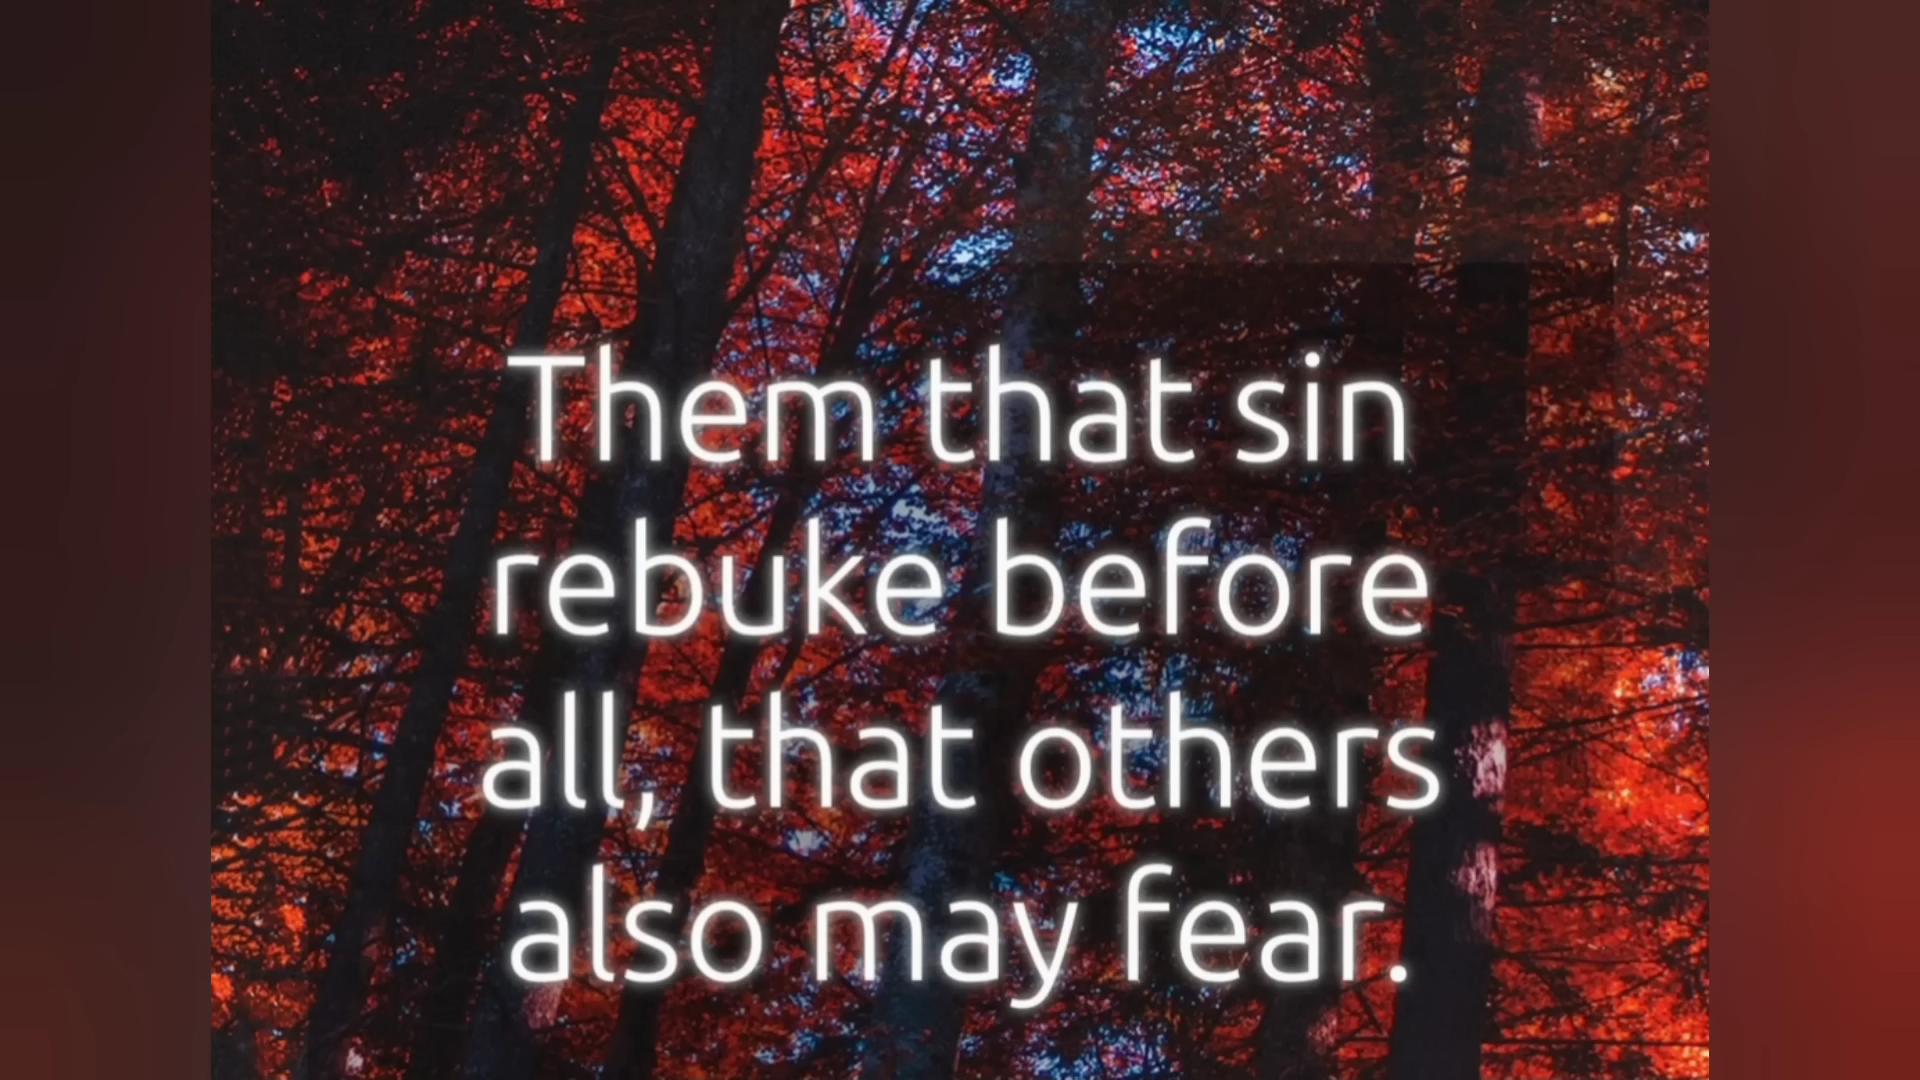 Them that sin
rebuke before
all, that others
also may fear.